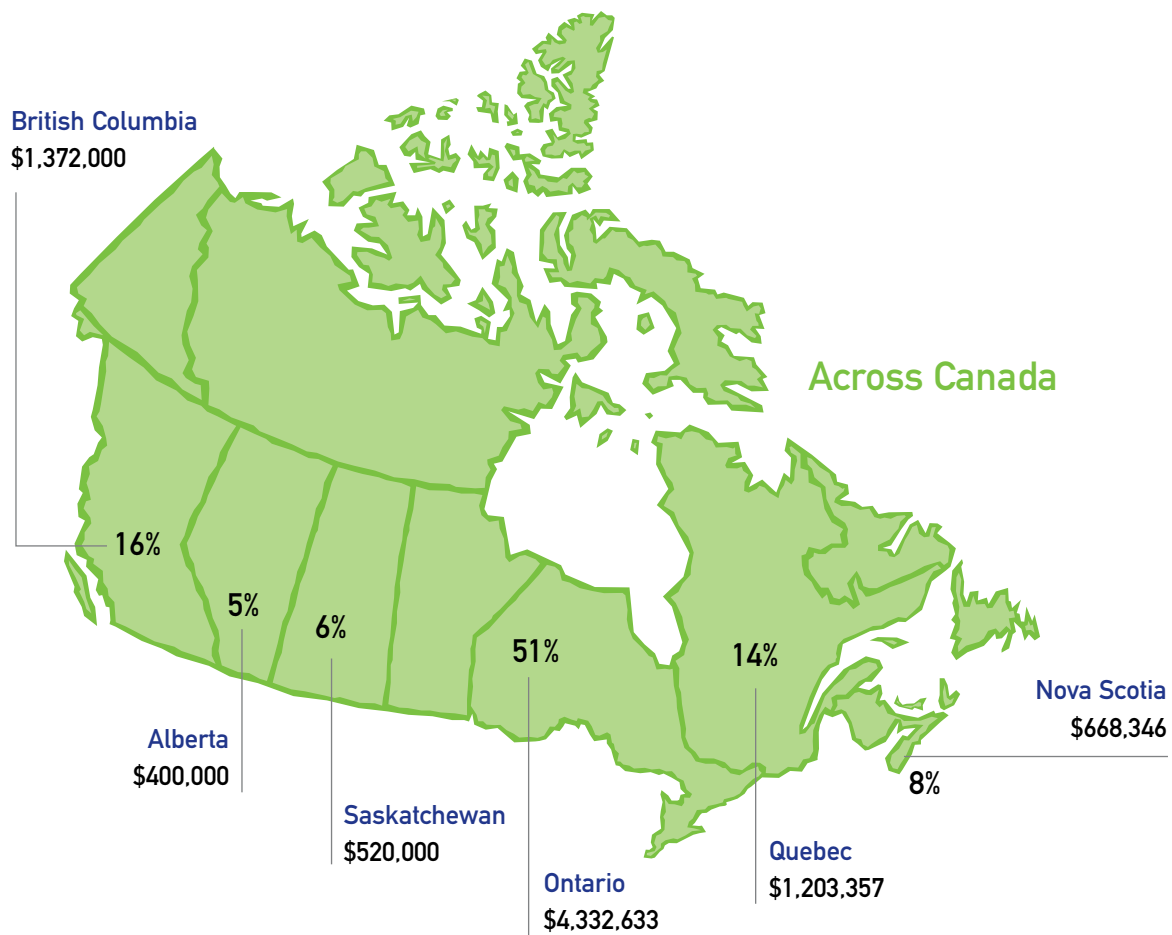 British Columbia
$1,372,000
Across Canada
16%
5%
6%
51%
14%
Nova Scotia
$668,346
8%
Alberta
$400,000
Saskatchewan
$520,000
Quebec
$1,203,357
Ontario
$4,332,633